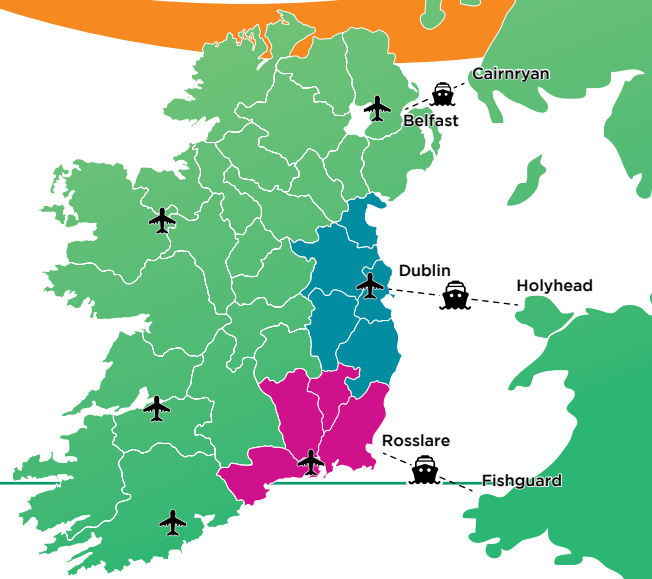 Cairnryan
Belfast
Dublin
Holyhead
Rosslare
Fishguard